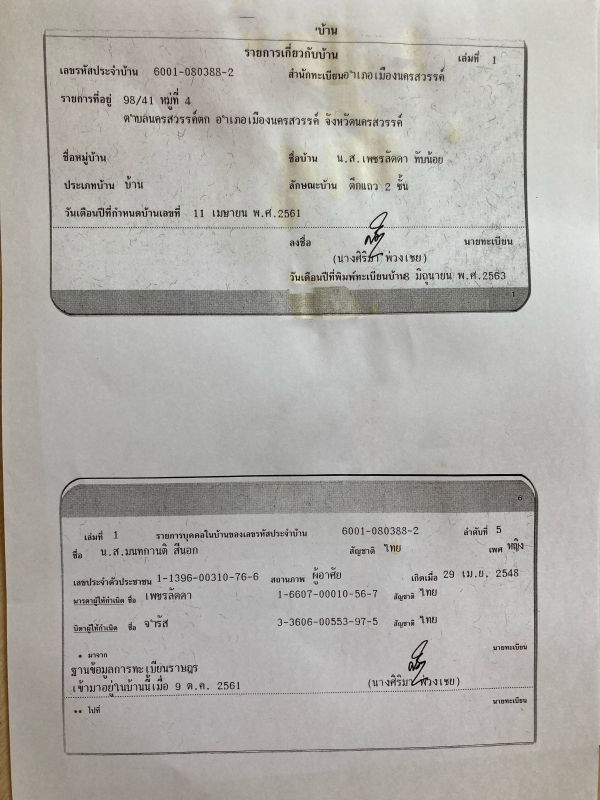 บ้าน
รายการเกี่ยวกับบ้าน เล่มที่ 1
เลขรหัสประจำบ้าน 6001-080388-2 สำนักทะเบียน อำเภอเมืองนครสวรรค์
รายการที่อยู่ 98/41 หมู่ที่ 4
ตำบลนครสวรรค์ตก อำเภอเมืองนครสวรรค์ จังหวัดนครสวรรค์
ชื่อหมู่บ้าน ชื่อบ้าน น.ส.เพชรลัดดา ทับน้อย
ประเภทบ้าน บ้าน ลักษณะบ้าน ตึกแถว 2 ชั้น
วันเดือนปีที่กำหนดบ้านเลขที่ 11 เมษายน พ.ศ.2561
ลงชื่อ นายทะเบียน
(นางศิริมา พ่วงเชย)
วันเดือนปีที่พิมพ์ทะเบียนบ้าน 8 มิถุนายน พ.ศ.2563
1
6
เล่มที่ 1 รายการบุคคลในบ้านของเลขรหัสประจำบ้าน 6001-080388-2 ลำดับที่ 5
ชื่อ น.ส.มนทกานติ สีนอก สัญชาติ ไทย เพศ หญิง
เลขประจำตัวประชาชน 1-1396-00310-76-6 สถานภาพ ผู้อาศัย เกิดเมื่อ 29 เม.ย. 2548
มารดาผู้ให้กำเนิด ชื่อ เพชรลัดดา 1-6607-00010-56-7 สัญชาติ ไทย
บิดาผู้ให้กำเนิด ชื่อ จำรัส 3-3606-00553-97-5 สัญชาติ ไทย
* มาจาก นายทะเบียน
ฐานข้อมูลการทะเบียนราษฎร
เข้ามาอยู่ในบ้านนี้เมื่อ 9 ต.ค. 2561 (นางศิริมา พ่วงเชย)
** ไปที่ นายทะเบียน